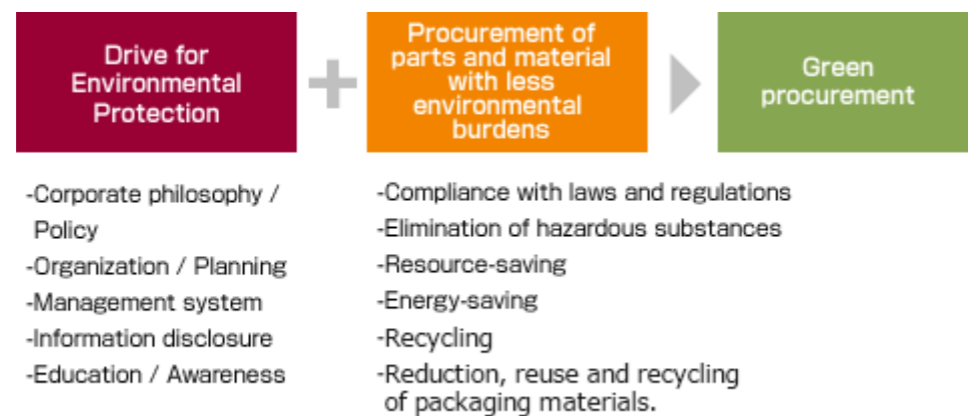 Drive for
Environmental
Protection
Procurement of
parts and material
with less
environmental
burdens
Green
procurement
-Corporate philosophy /
Policy
-Organization / Planning
-Management system
-Information disclosure
-Education / Awareness
-Compliance with laws and regulations
-Elimination of hazardous substances
-Resource-saving
-Energy-saving
-Recycling
-Reduction, reuse and recycling
of packaging materials.